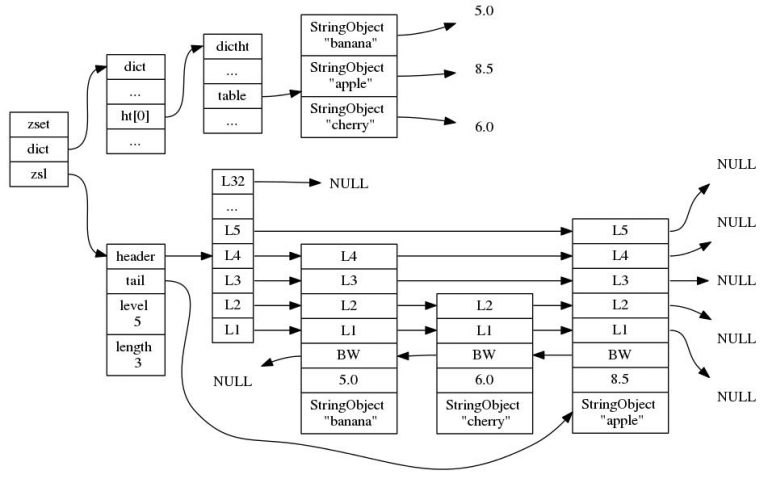 zset
dict
zsl
dict
...
ht[0]
...
dictht
...
table
...
StringObject
"banana"
StringObject
"apple"
StringObject
"cherry"
5.0
8.5
6.0
header
tail
level
5
length
3
L32
...
L5
L4
L3
L2
L1
NULL
NULL
L4
L3
L2
L1
BW
5.0
StringObject
"banana"
L2
L1
BW
6.0
StringObject
"cherry"
L5
L4
L3
L2
L1
BW
8.5
StringObject
"apple"
NULL
NULL
NULL
NULL
NULL